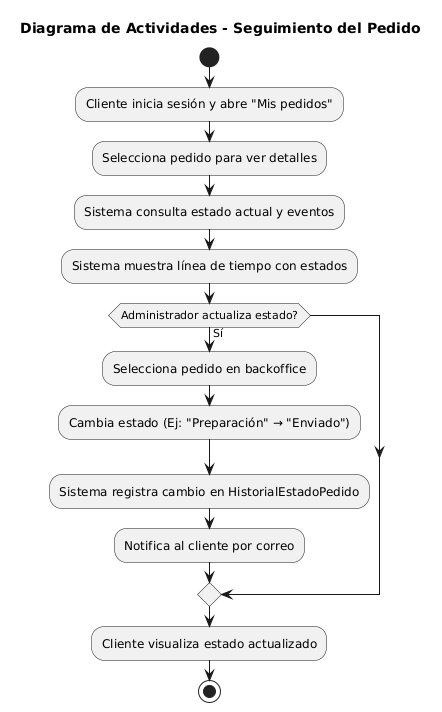 Diagrama de Actividades - Seguimiento del Pedido
Cliente inicia sesión y abre "Mis pedidos"
Selecciona pedido para ver detalles
Sistema consulta estado actual y eventos
Sistema muestra línea de tiempo con estados
Administrador actualiza estado?
Sí
Selecciona pedido en backoffice
Cambia estado (Ej: "Preparación" → "Enviado")
Sistema registra cambio en HistorialEstadoPedido
Notifica al cliente por correo
Cliente visualiza estado actualizado